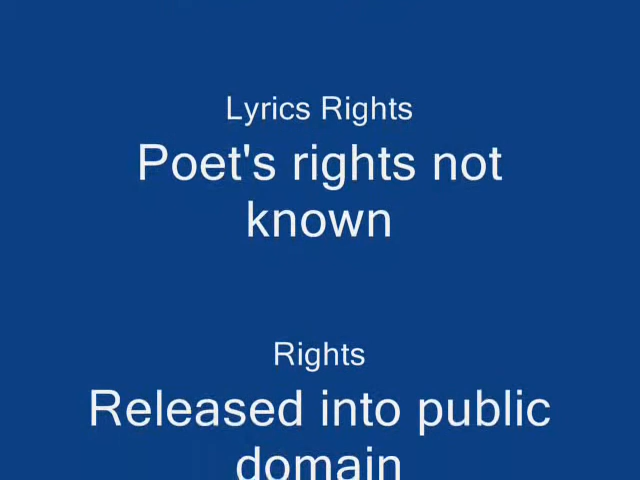 Lyrics Rights
Poet's rights not
known
Rights
Released into public
domain